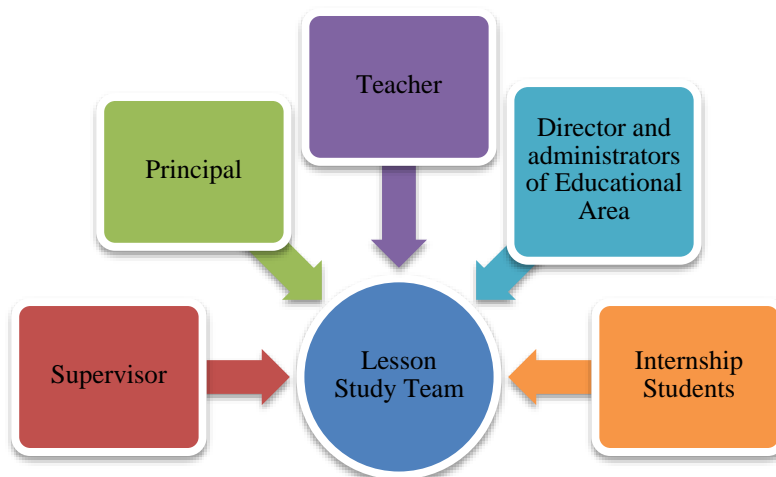 Teacher
Principal
Director and
administrators
of Educational
Area
Supervisor
Lesson
Study Team
Internship
Students